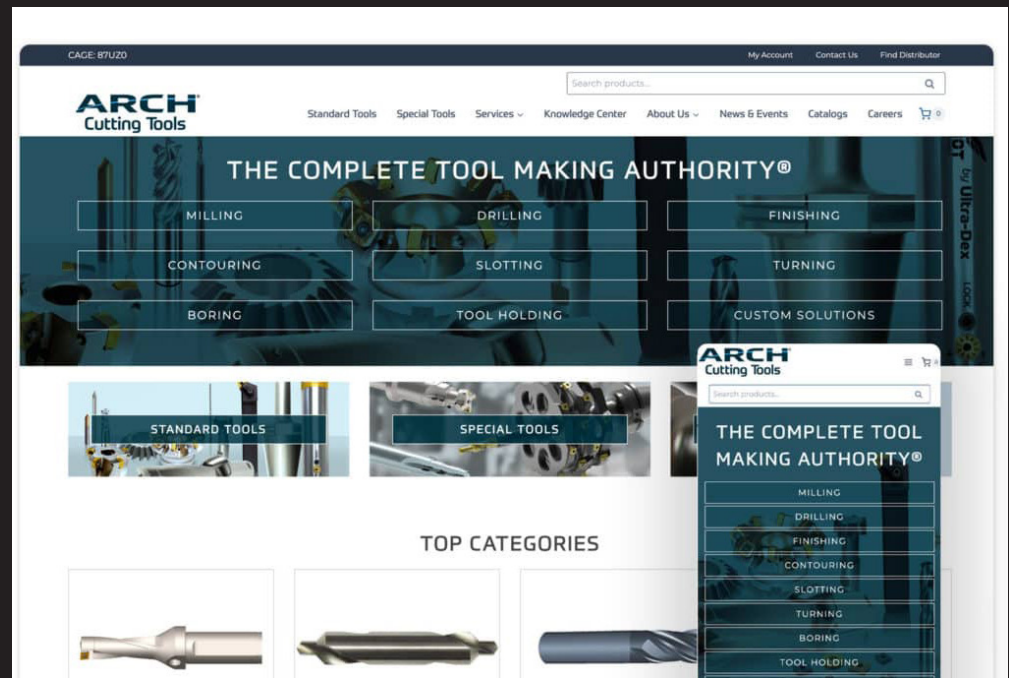 CAGE: 87UZ0
My Account Contact Us Find Distributor
Search products...
ARCH
Cutting Tools
Standard Tools Special Tools Services Knowledge Center About Us News & Events Catalogs Careers 0
THE COMPLETE TOOL MAKING AUTHORITY®
MILLING DRILLING FINISHING
CONTOURING SLOTTING TURNING
BORING TOOL HOLDING CUSTOM SOLUTIONS
by Ultra-Dex
LOCK
STANDARD TOOLS SPECIAL TOOLS
TOP CATEGORIES
ARCH
Cutting Tools
Search products...
THE COMPLETE TOOL
MAKING AUTHORITY®
MILLING
DRILLING
FINISHING
CONTOURING
SLOTTING
TURNING
BORING
TOOL HOLDING